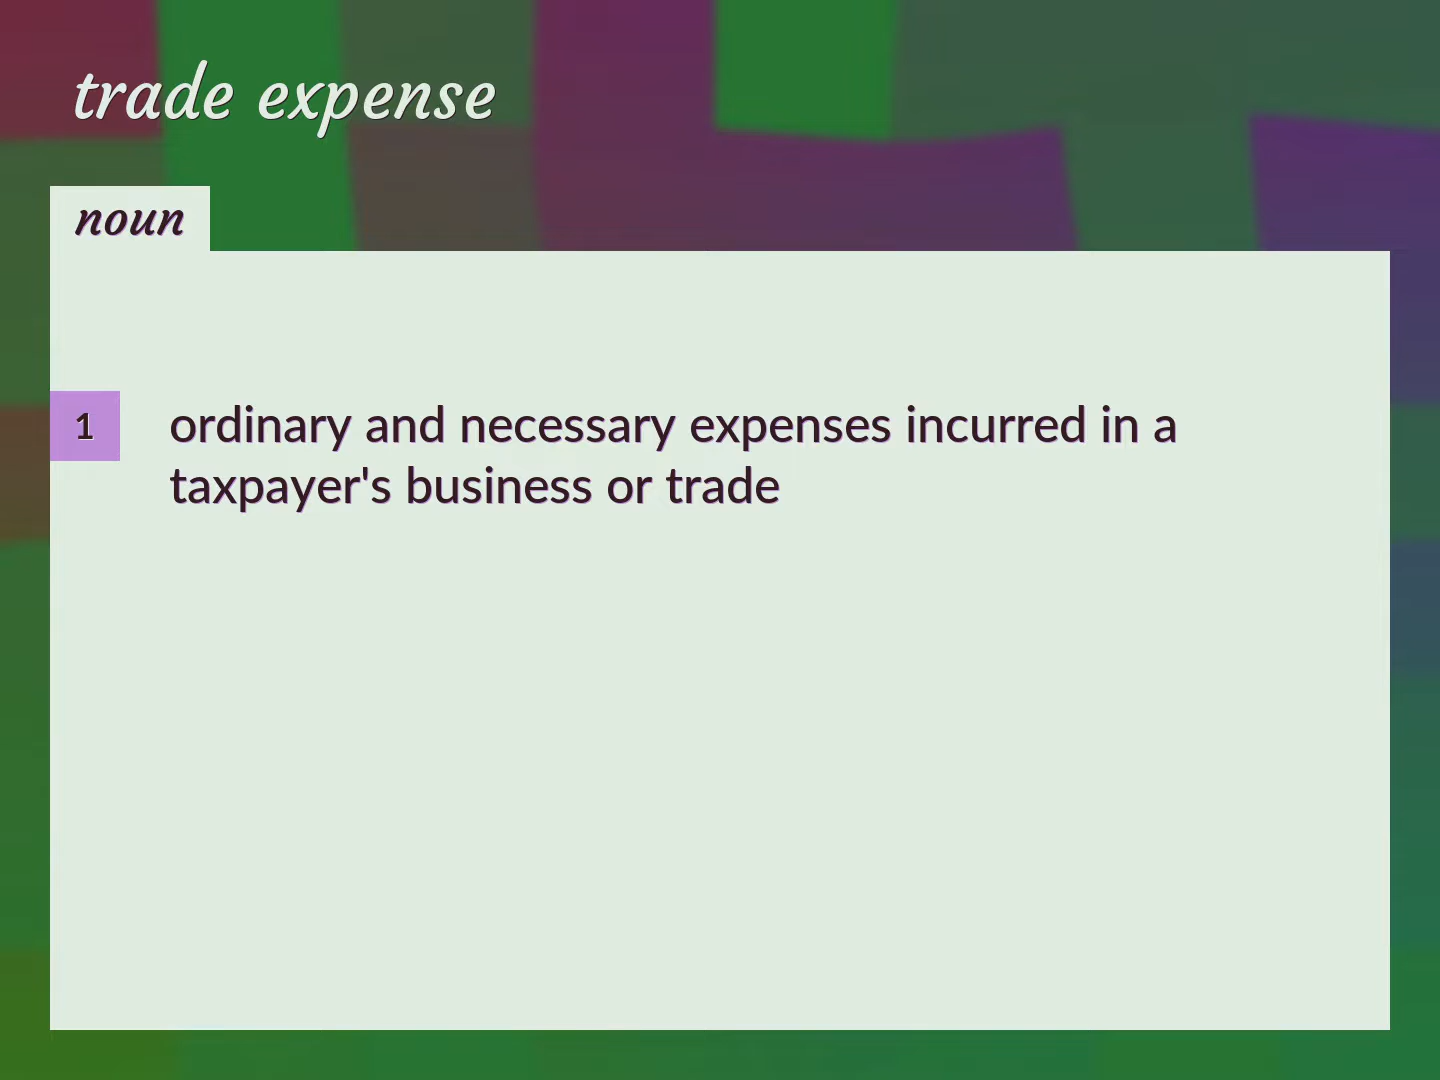 trade expense
noun
1 ordinary and necessary expenses incurred in a
taxpayer's business or trade